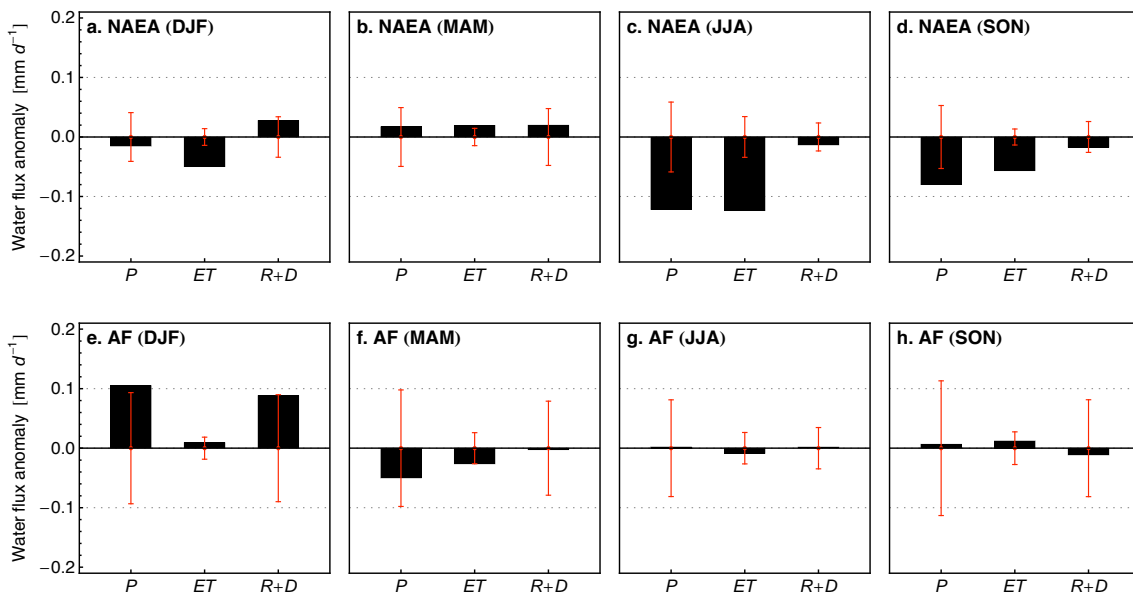 a. NAEA (DJF)
b. NAEA (MAM)
c. NAEA (JJA)
d. NAEA (SON)
Water flux anomaly [mm d⁻¹]
0.2
0.1
0.0
−0.1
−0.2
P ET R+D
P ET R+D
P ET R+D
P ET R+D
e. AF (DJF)
f. AF (MAM)
g. AF (JJA)
h. AF (SON)
Water flux anomaly [mm d⁻¹]
0.2
0.1
0.0
−0.1
−0.2
P ET R+D
P ET R+D
P ET R+D
P ET R+D